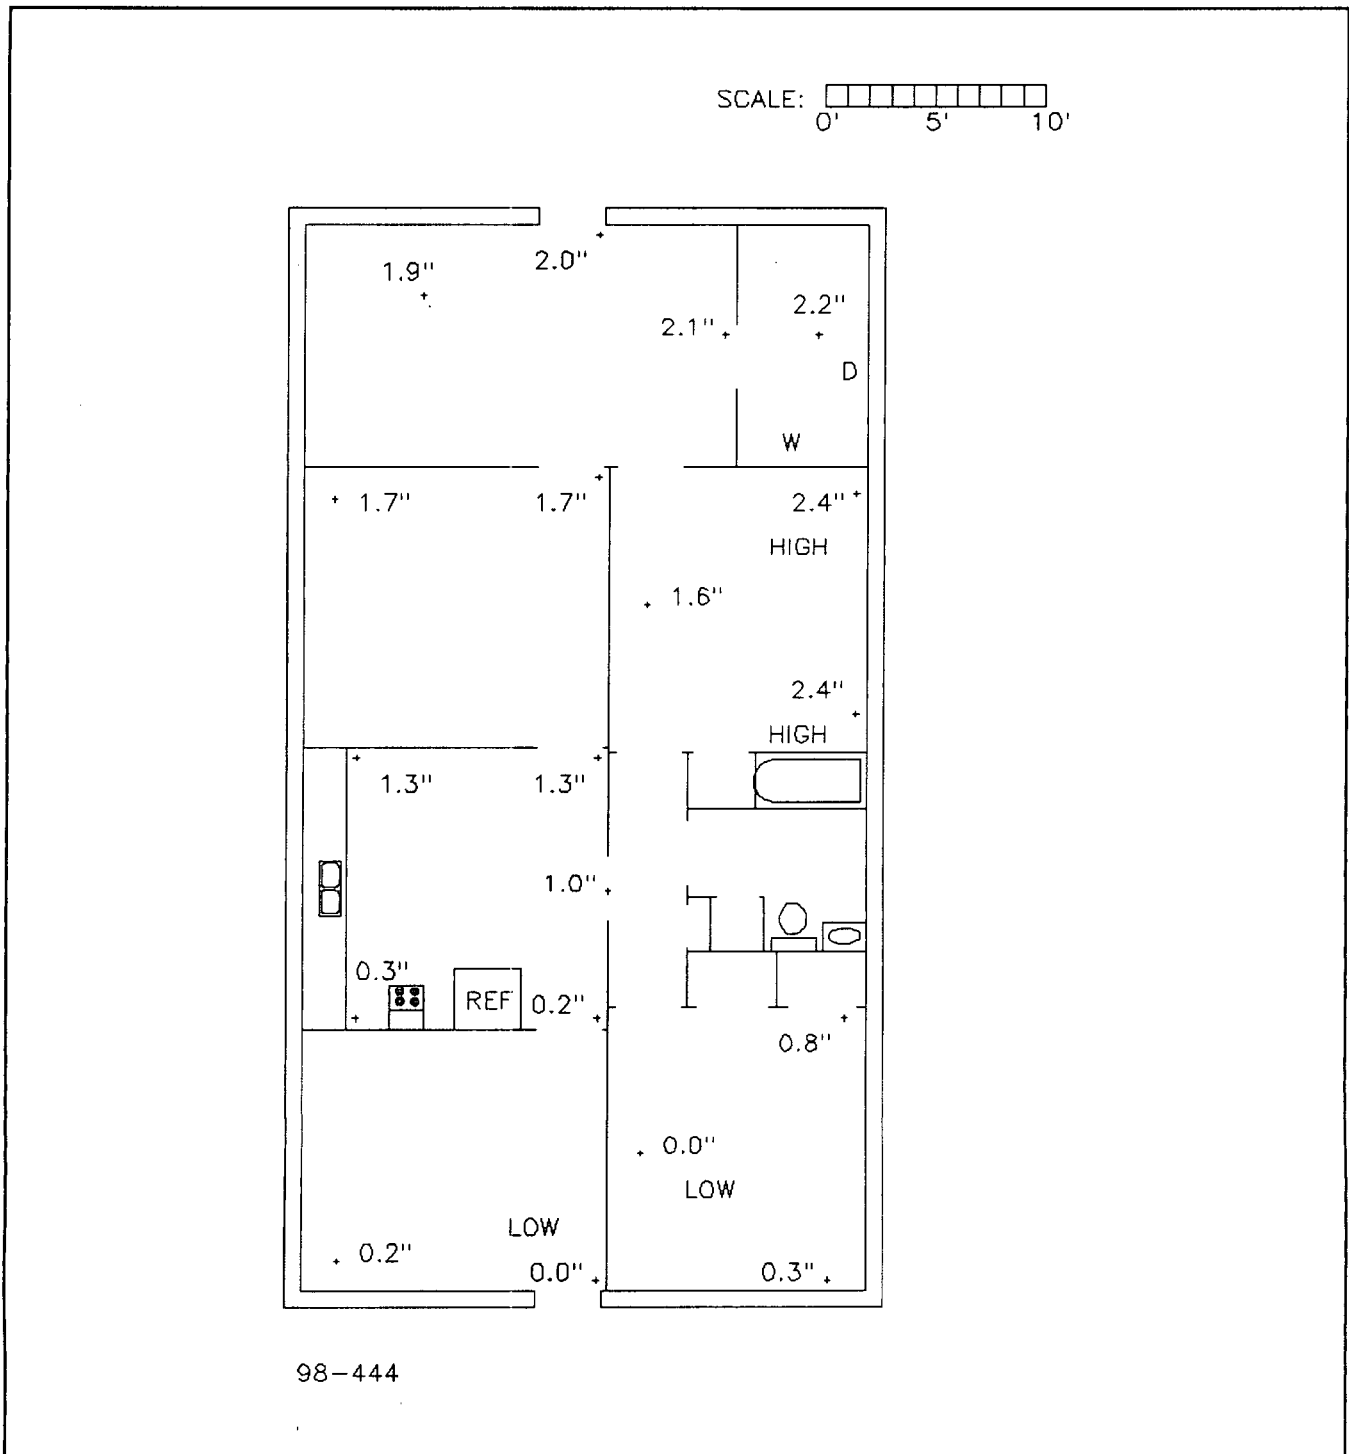 SCALE:
0' 5' 10'
2.0"
1.9"
2.2"
2.1"
D
W
1.7" 1.7" 2.4"
HIGH
1.6"
2.4"
HIGH
1.3" 1.3"
1.0"
0.3"
REF 0.2"
0.8"
0.0"
LOW
LOW
0.2"
0.0" 0.3"
98-444